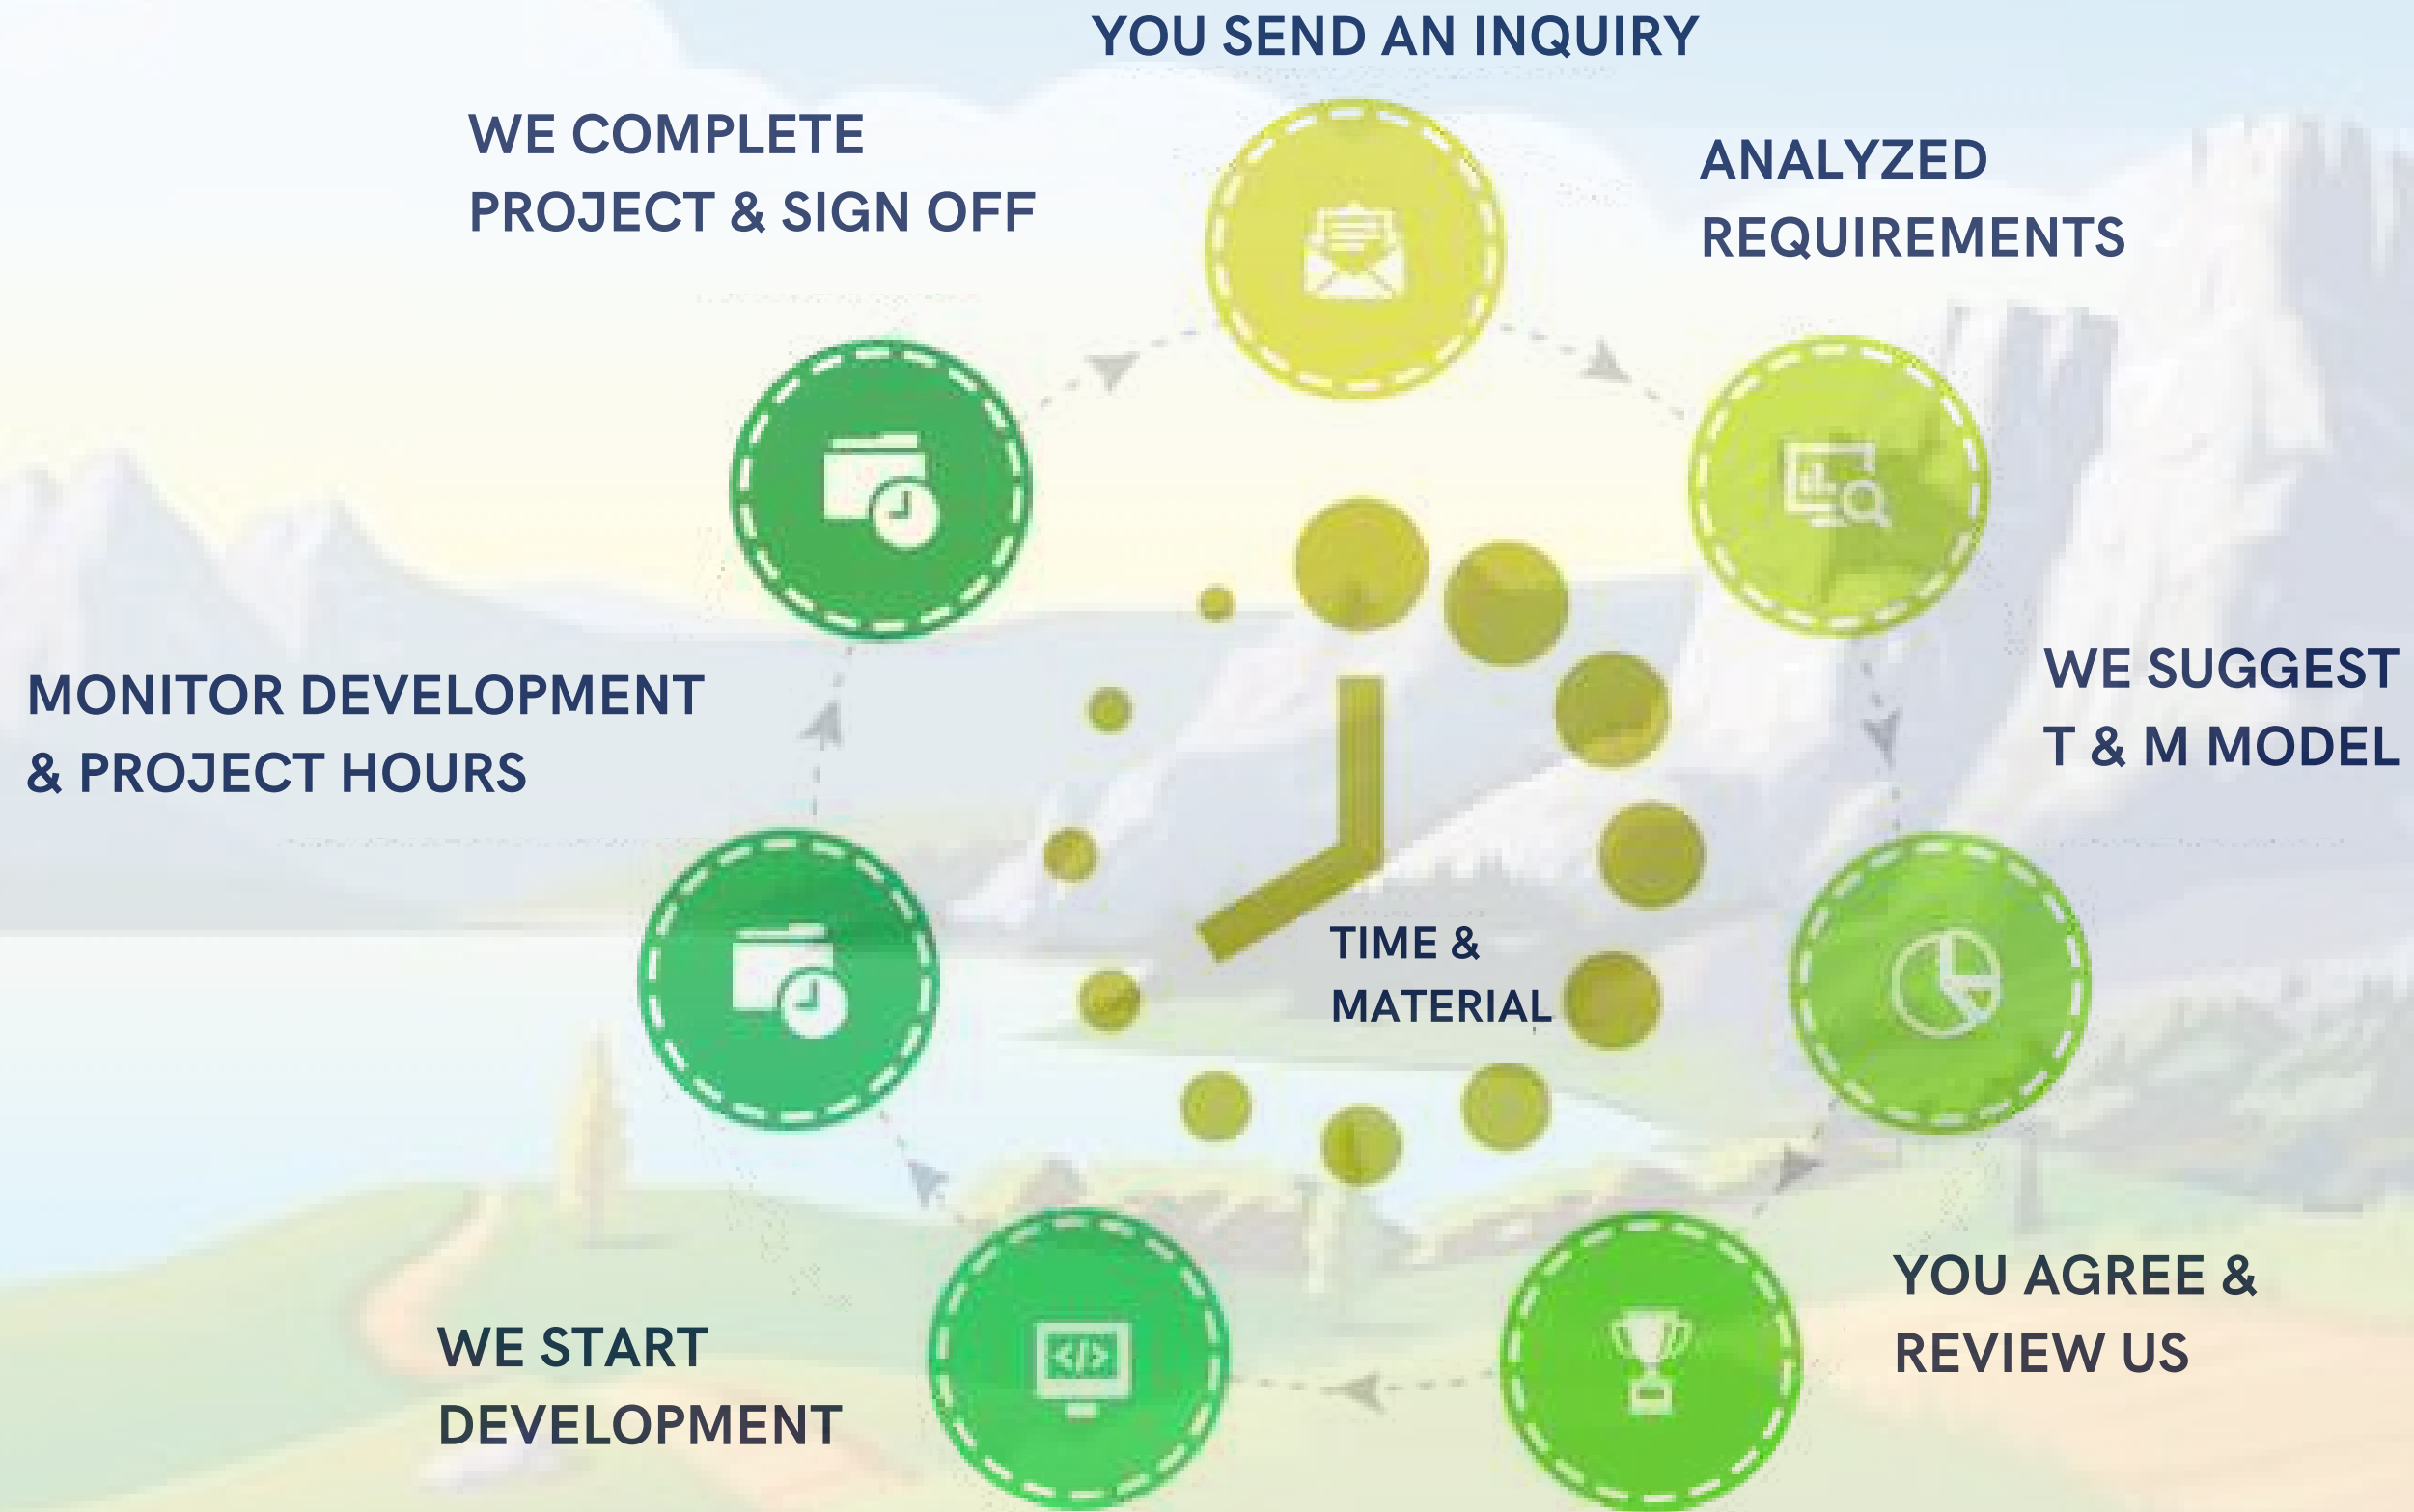 YOU SEND AN INQUIRY
WE COMPLETE
PROJECT & SIGN OFF
ANALYZED
REQUIREMENTS
MONITOR DEVELOPMENT
& PROJECT HOURS
WE SUGGEST
T & M MODEL
TIME &
MATERIAL
WE START
DEVELOPMENT
YOU AGREE &
REVIEW US